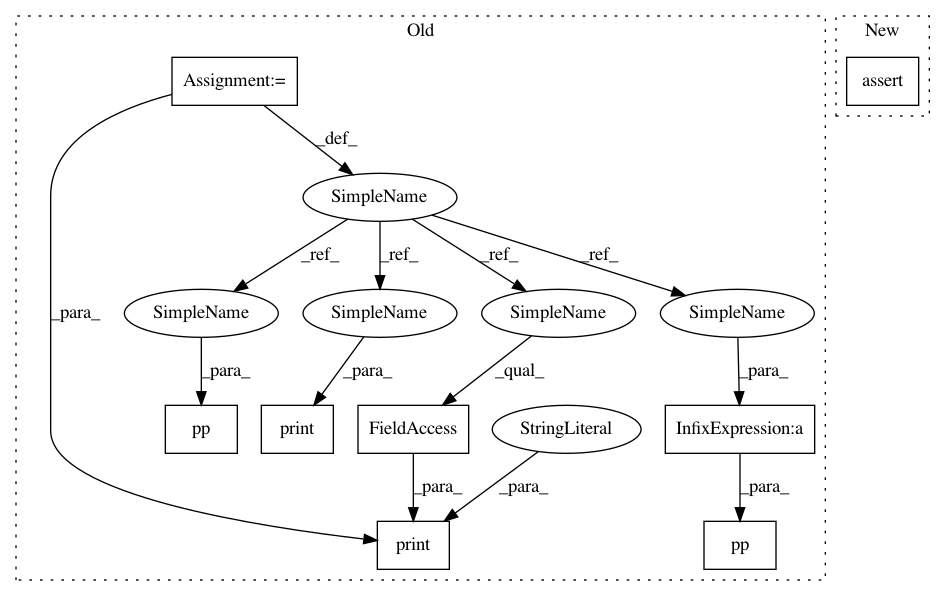 Old
New
Assignment:=
assert
_def_
SimpleName
_ref_
_ref_
_ref_
_ref_
_para_
SimpleName
SimpleName
SimpleName
SimpleName
_para_
_para_
_qual_
_para_
pp
print
FieldAccess
StringLiteral
InfixExpression:a
_para_
_para_
_para_
print
pp